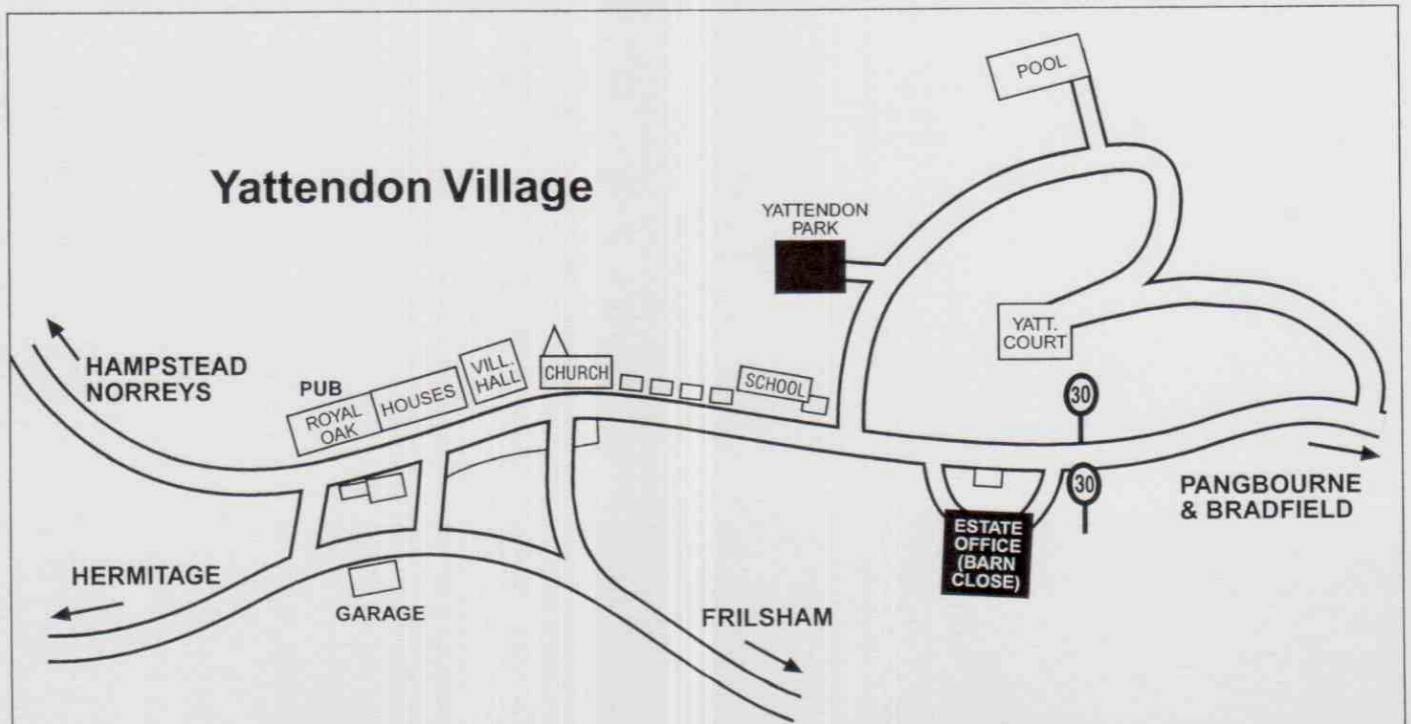 POOL
Yattendon Village
YATTENDON
PARK
YATT.
COURT
HAMPSTEAD
NORREYS
PUB
ROYAL
OAK
HOUSES
VILL.
HALL
CHURCH
SCHOOL
30
30
PANGBOURNE
& BRADFIELD
ESTATE
OFFICE
(BARN
CLOSE)
HERMITAGE
GARAGE
FRILSHAM